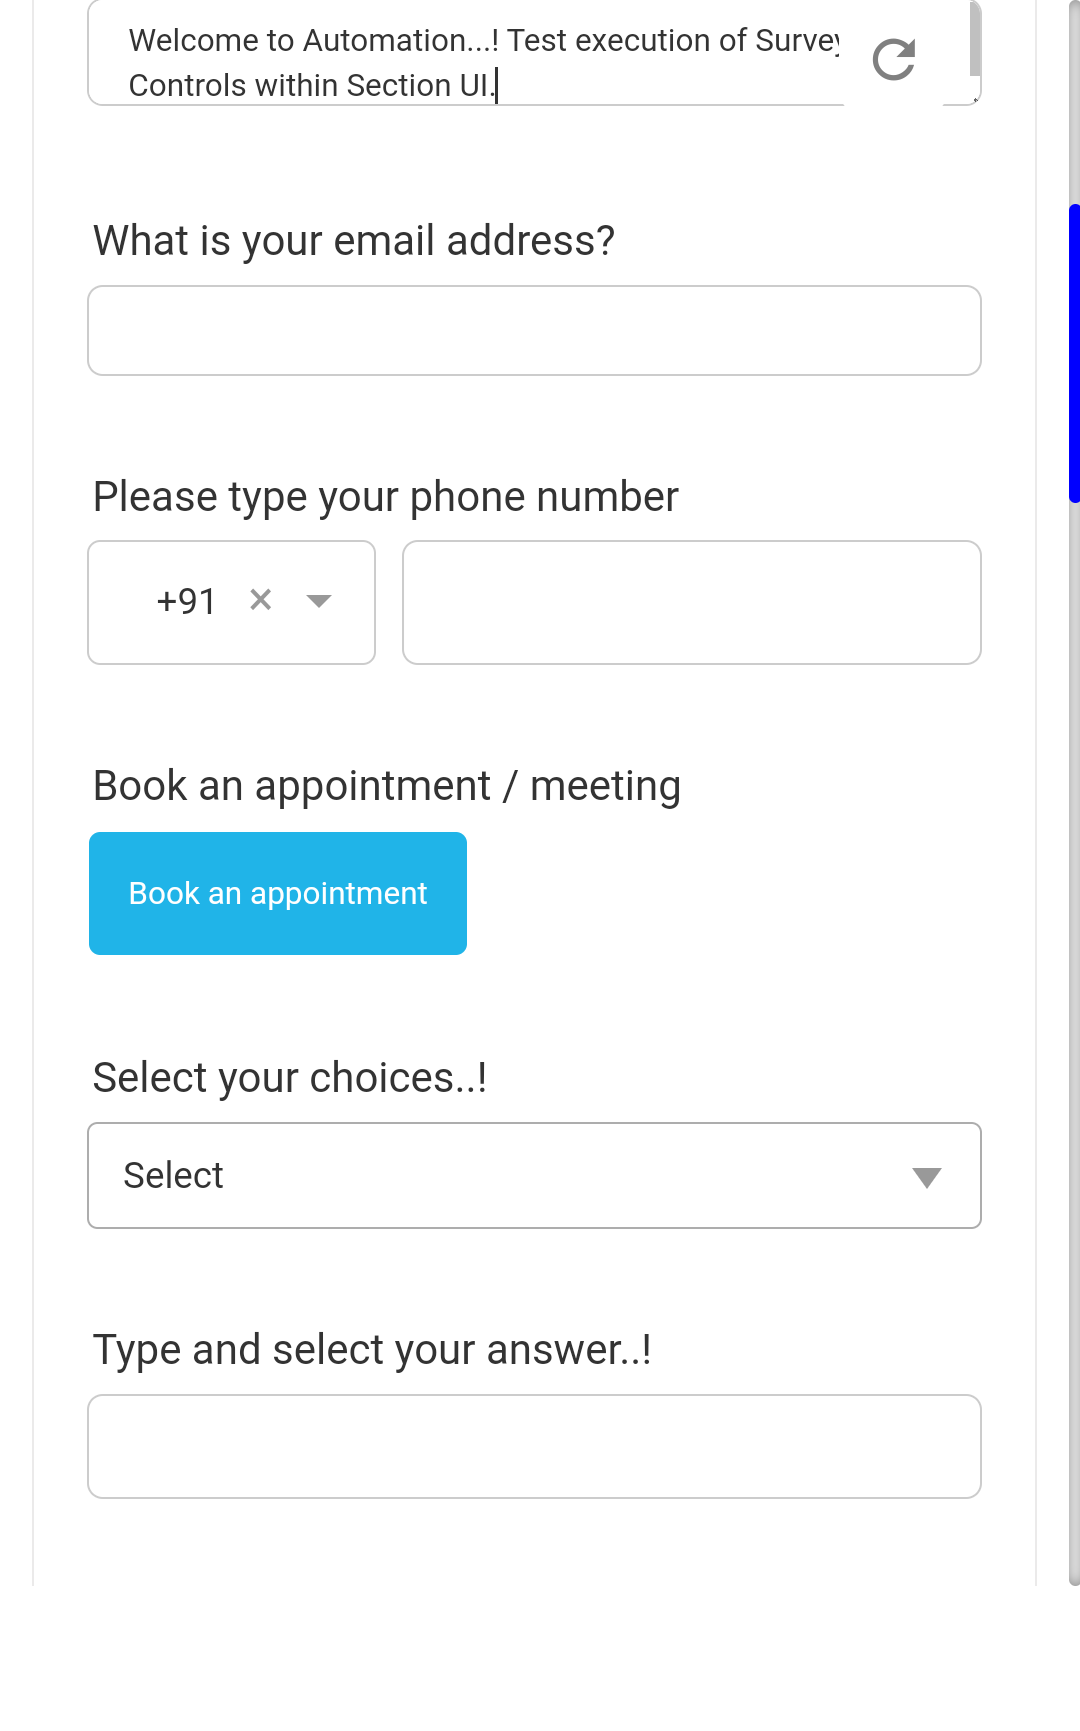 Welcome to Automation...! Test execution of Survey
Controls within Section UI.
What is your email address?
Please type your phone number
+91
Book an appointment / meeting
Book an appointment
Select your choices..!
Select
Type and select your answer..!